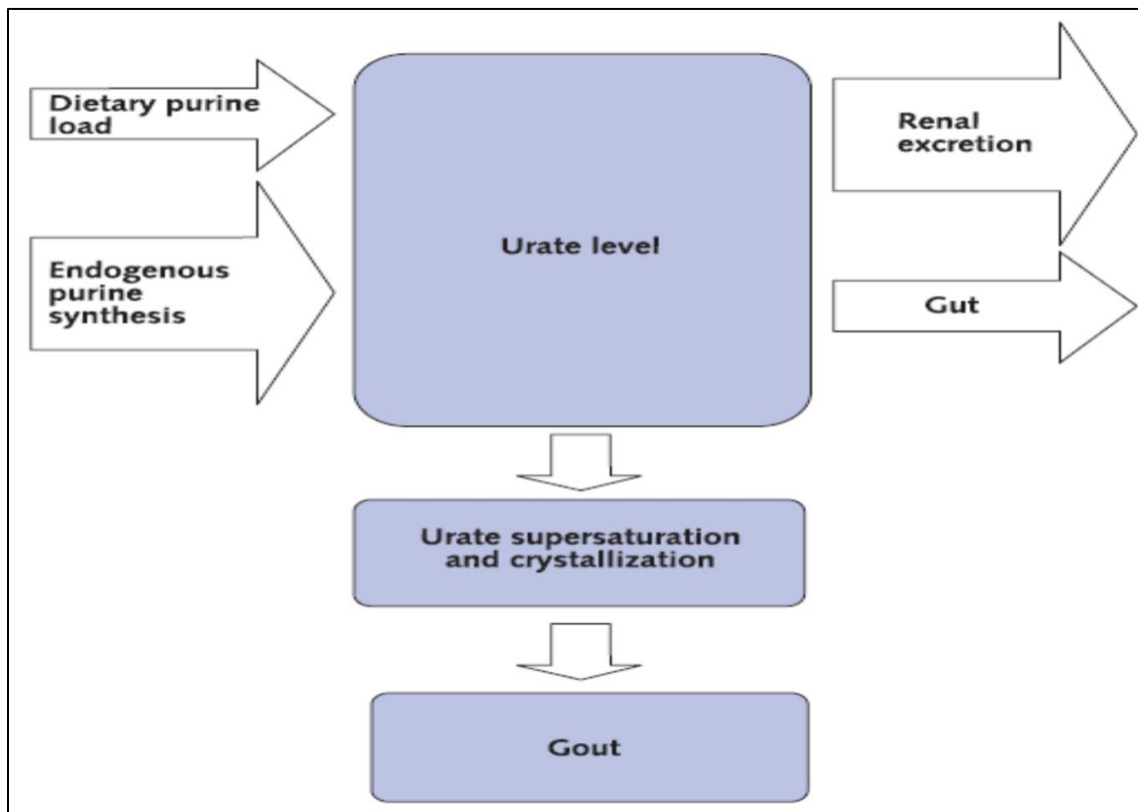 Dietary purine
load
Endogenous
purine
synthesis
Urate level
Renal
excretion
Gut
Urate supersaturation
and crystallization
Gout